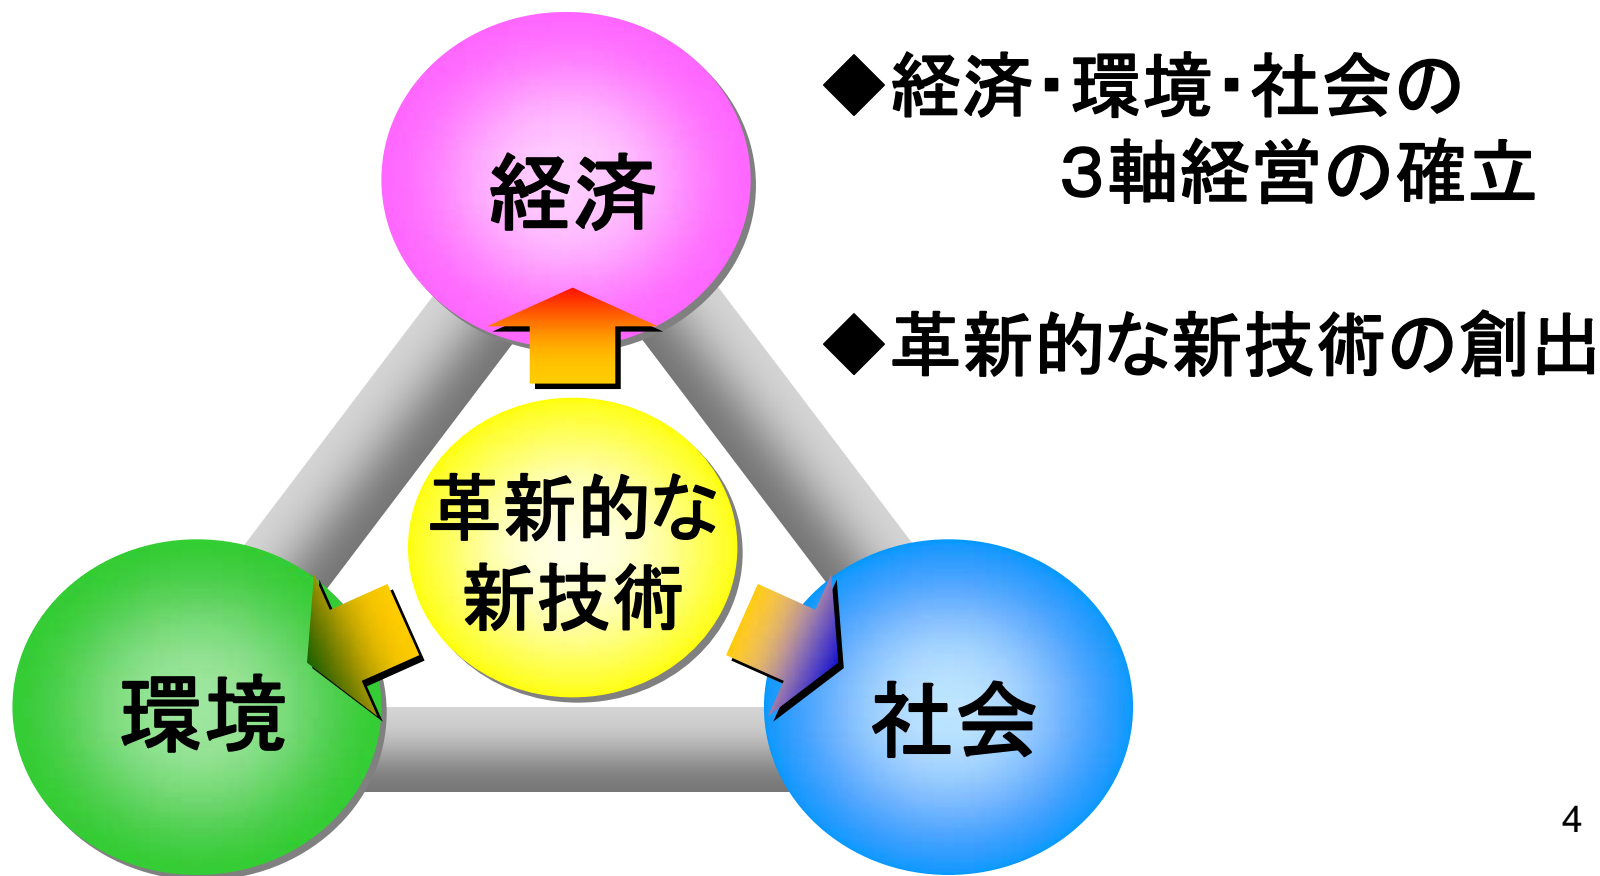 ◆経済・環境・社会の
３軸経営の確立
◆革新的な新技術の創出
経済
革新的な
新技術
環境
社会
4